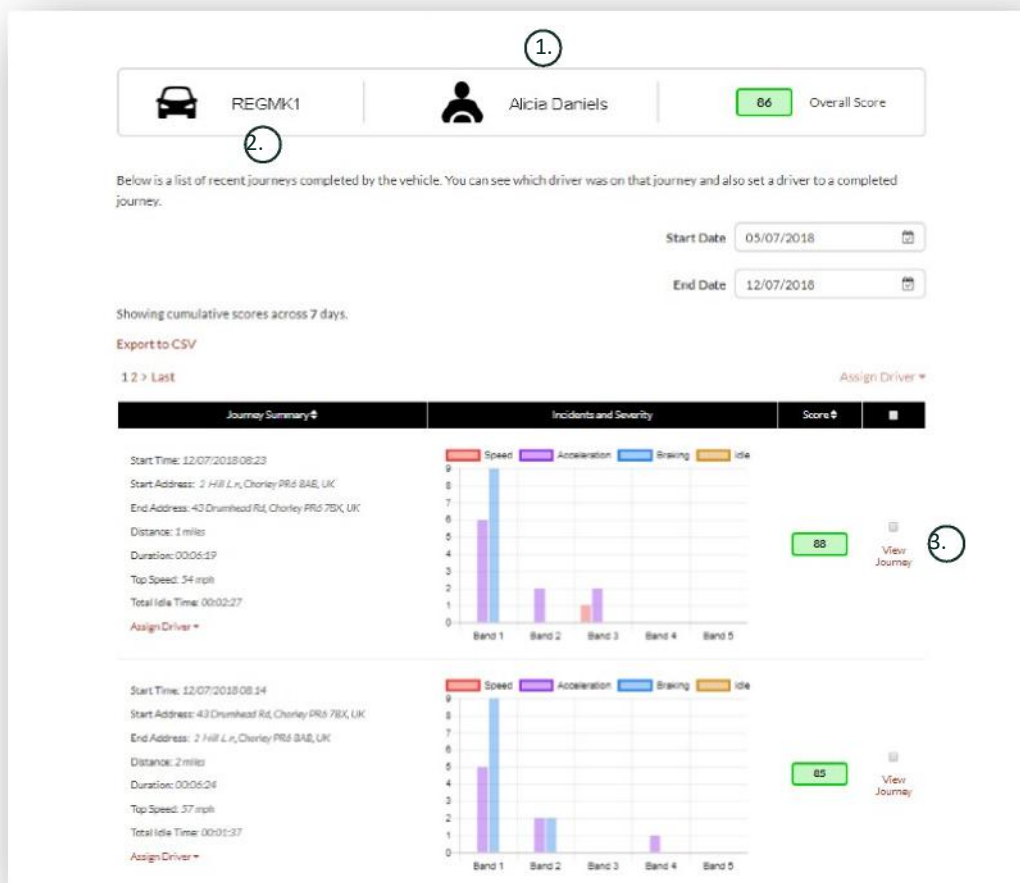 1.
REGMK1
Alicia Daniels
86 Overall Score
2.
Below is a list of recent journeys completed by the vehicle. You can see which driver was on that journey and also set a driver to a completed
journey.
Start Date 05/07/2018
End Date 12/07/2018
Showing cumulative scores across 7 days.
Export to CSV
1 2 > Last
Assign Driver
Journey Summary Incidents and Severity Score
Start Time: 12/07/2018 08:23
Start Address: 2 Hill Ln, Chorley PR6 8AB, UK
End Address: 43 Drumhead Rd, Chorley PR6 7BX, UK
Distance: 1 miles
Duration: 00:06:19
Top Speed: 54 mph
Total Idle Time: 00:02:27
Assign Driver
Speed Acceleration Braking Idle
9
8
7
6
5
4
3
2
1
0
Band 1 Band 2 Band 3 Band 4 Band 5
88
View
Journey
3.
Start Time: 12/07/2018 08:14
Start Address: 43 Drumhead Rd, Chorley PR6 7BX, UK
End Address: 2 Hill Ln, Chorley PR6 8AB, UK
Distance: 2 miles
Duration: 00:06:24
Top Speed: 57 mph
Total Idle Time: 00:01:37
Assign Driver
Speed Acceleration Braking Idle
9
8
7
6
5
4
3
2
1
0
Band 1 Band 2 Band 3 Band 4 Band 5
85
View
Journey